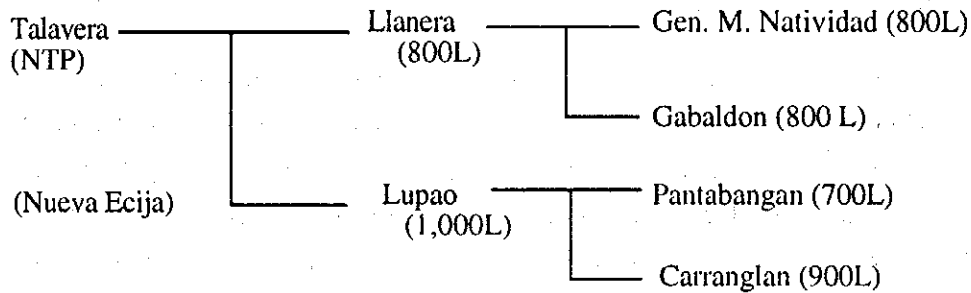 Talavera Llanera Gen. M. Natividad (800L)
(NTP) (800L)
Gabaldon (800 L)
(Nueva Ecija) Lupao Pantabangan (700L)
(1,000L)
Carranglan (900L)